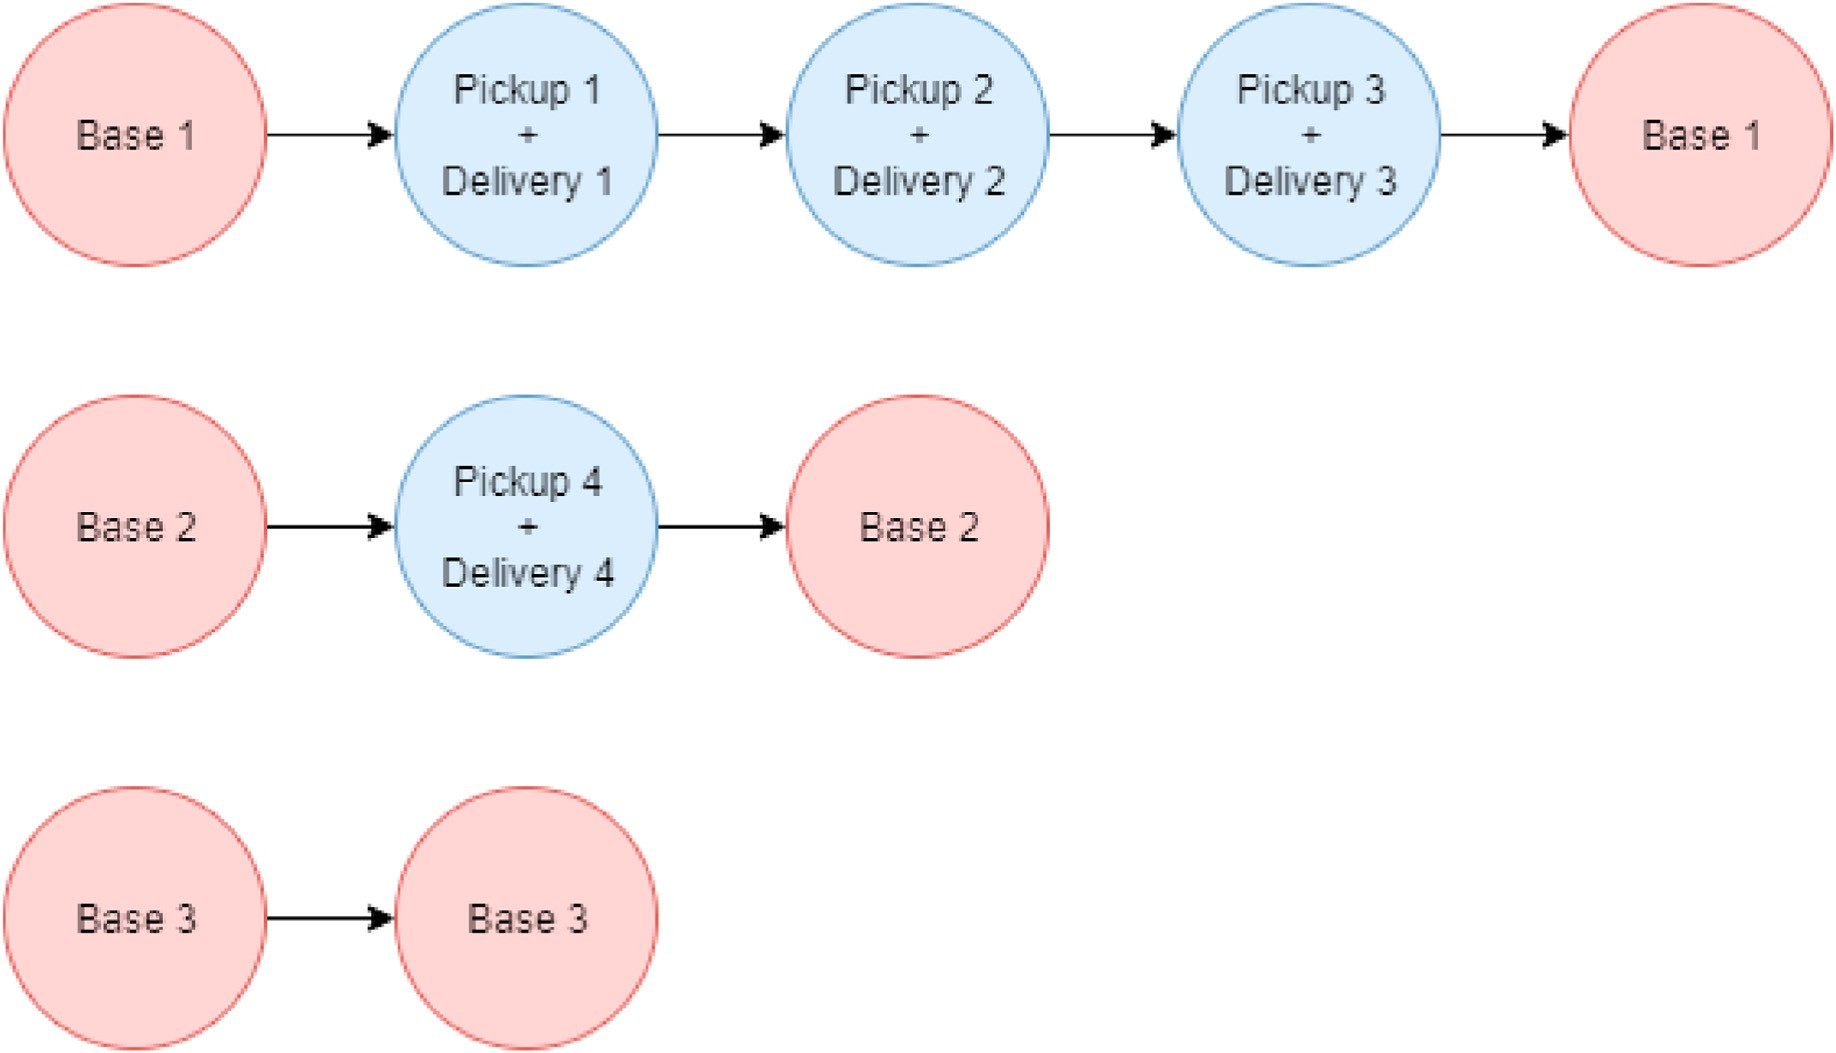 Base 1
Pickup 1
+
Delivery 1
Pickup 2
+
Delivery 2
Pickup 3
+
Delivery 3
Base 1
Base 2
Pickup 4
+
Delivery 4
Base 2
Base 3
Base 3